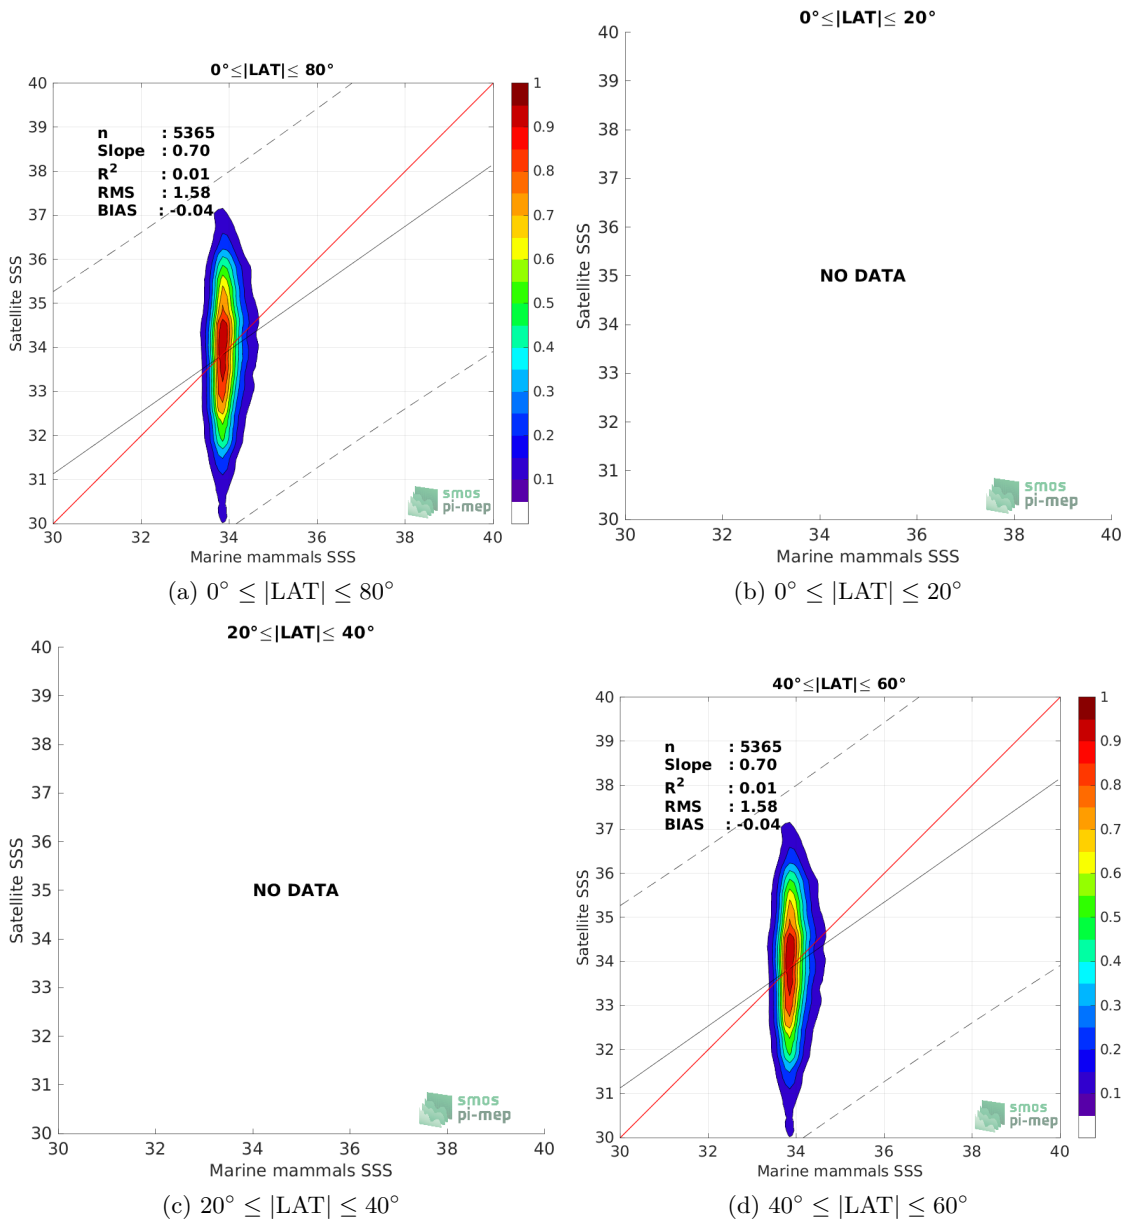 0°≤|LAT|≤ 80°
40
39
38
37
36
35
34
33
32
31
30
Satellite SSS
n : 5365
Slope : 0.70
R² : 0.01
RMS : 1.58
BIAS : -0.04
30 32 34 36 38 40
Marine mammals SSS
1
0.9
0.8
0.7
0.6
0.5
0.4
0.3
0.2
0.1
smos
pi-mep
(a) 0° ≤ |LAT| ≤ 80°
0°≤|LAT|≤ 20°
40
39
38
37
36
35
34
33
32
31
30
Satellite SSS
NO DATA
30 32 34 36 38 40
Marine mammals SSS
smos
pi-mep
(b) 0° ≤ |LAT| ≤ 20°
20°≤|LAT|≤ 40°
40
39
38
37
36
35
34
33
32
31
30
Satellite SSS
NO DATA
30 32 34 36 38 40
Marine mammals SSS
smos
pi-mep
(c) 20° ≤ |LAT| ≤ 40°
40°≤|LAT|≤ 60°
40
39
38
37
36
35
34
33
32
31
30
Satellite SSS
n : 5365
Slope : 0.70
R² : 0.01
RMS : 1.58
BIAS : -0.04
30 32 34 36 38 40
Marine mammals SSS
1
0.9
0.8
0.7
0.6
0.5
0.4
0.3
0.2
0.1
smos
pi-mep
(d) 40° ≤ |LAT| ≤ 60°